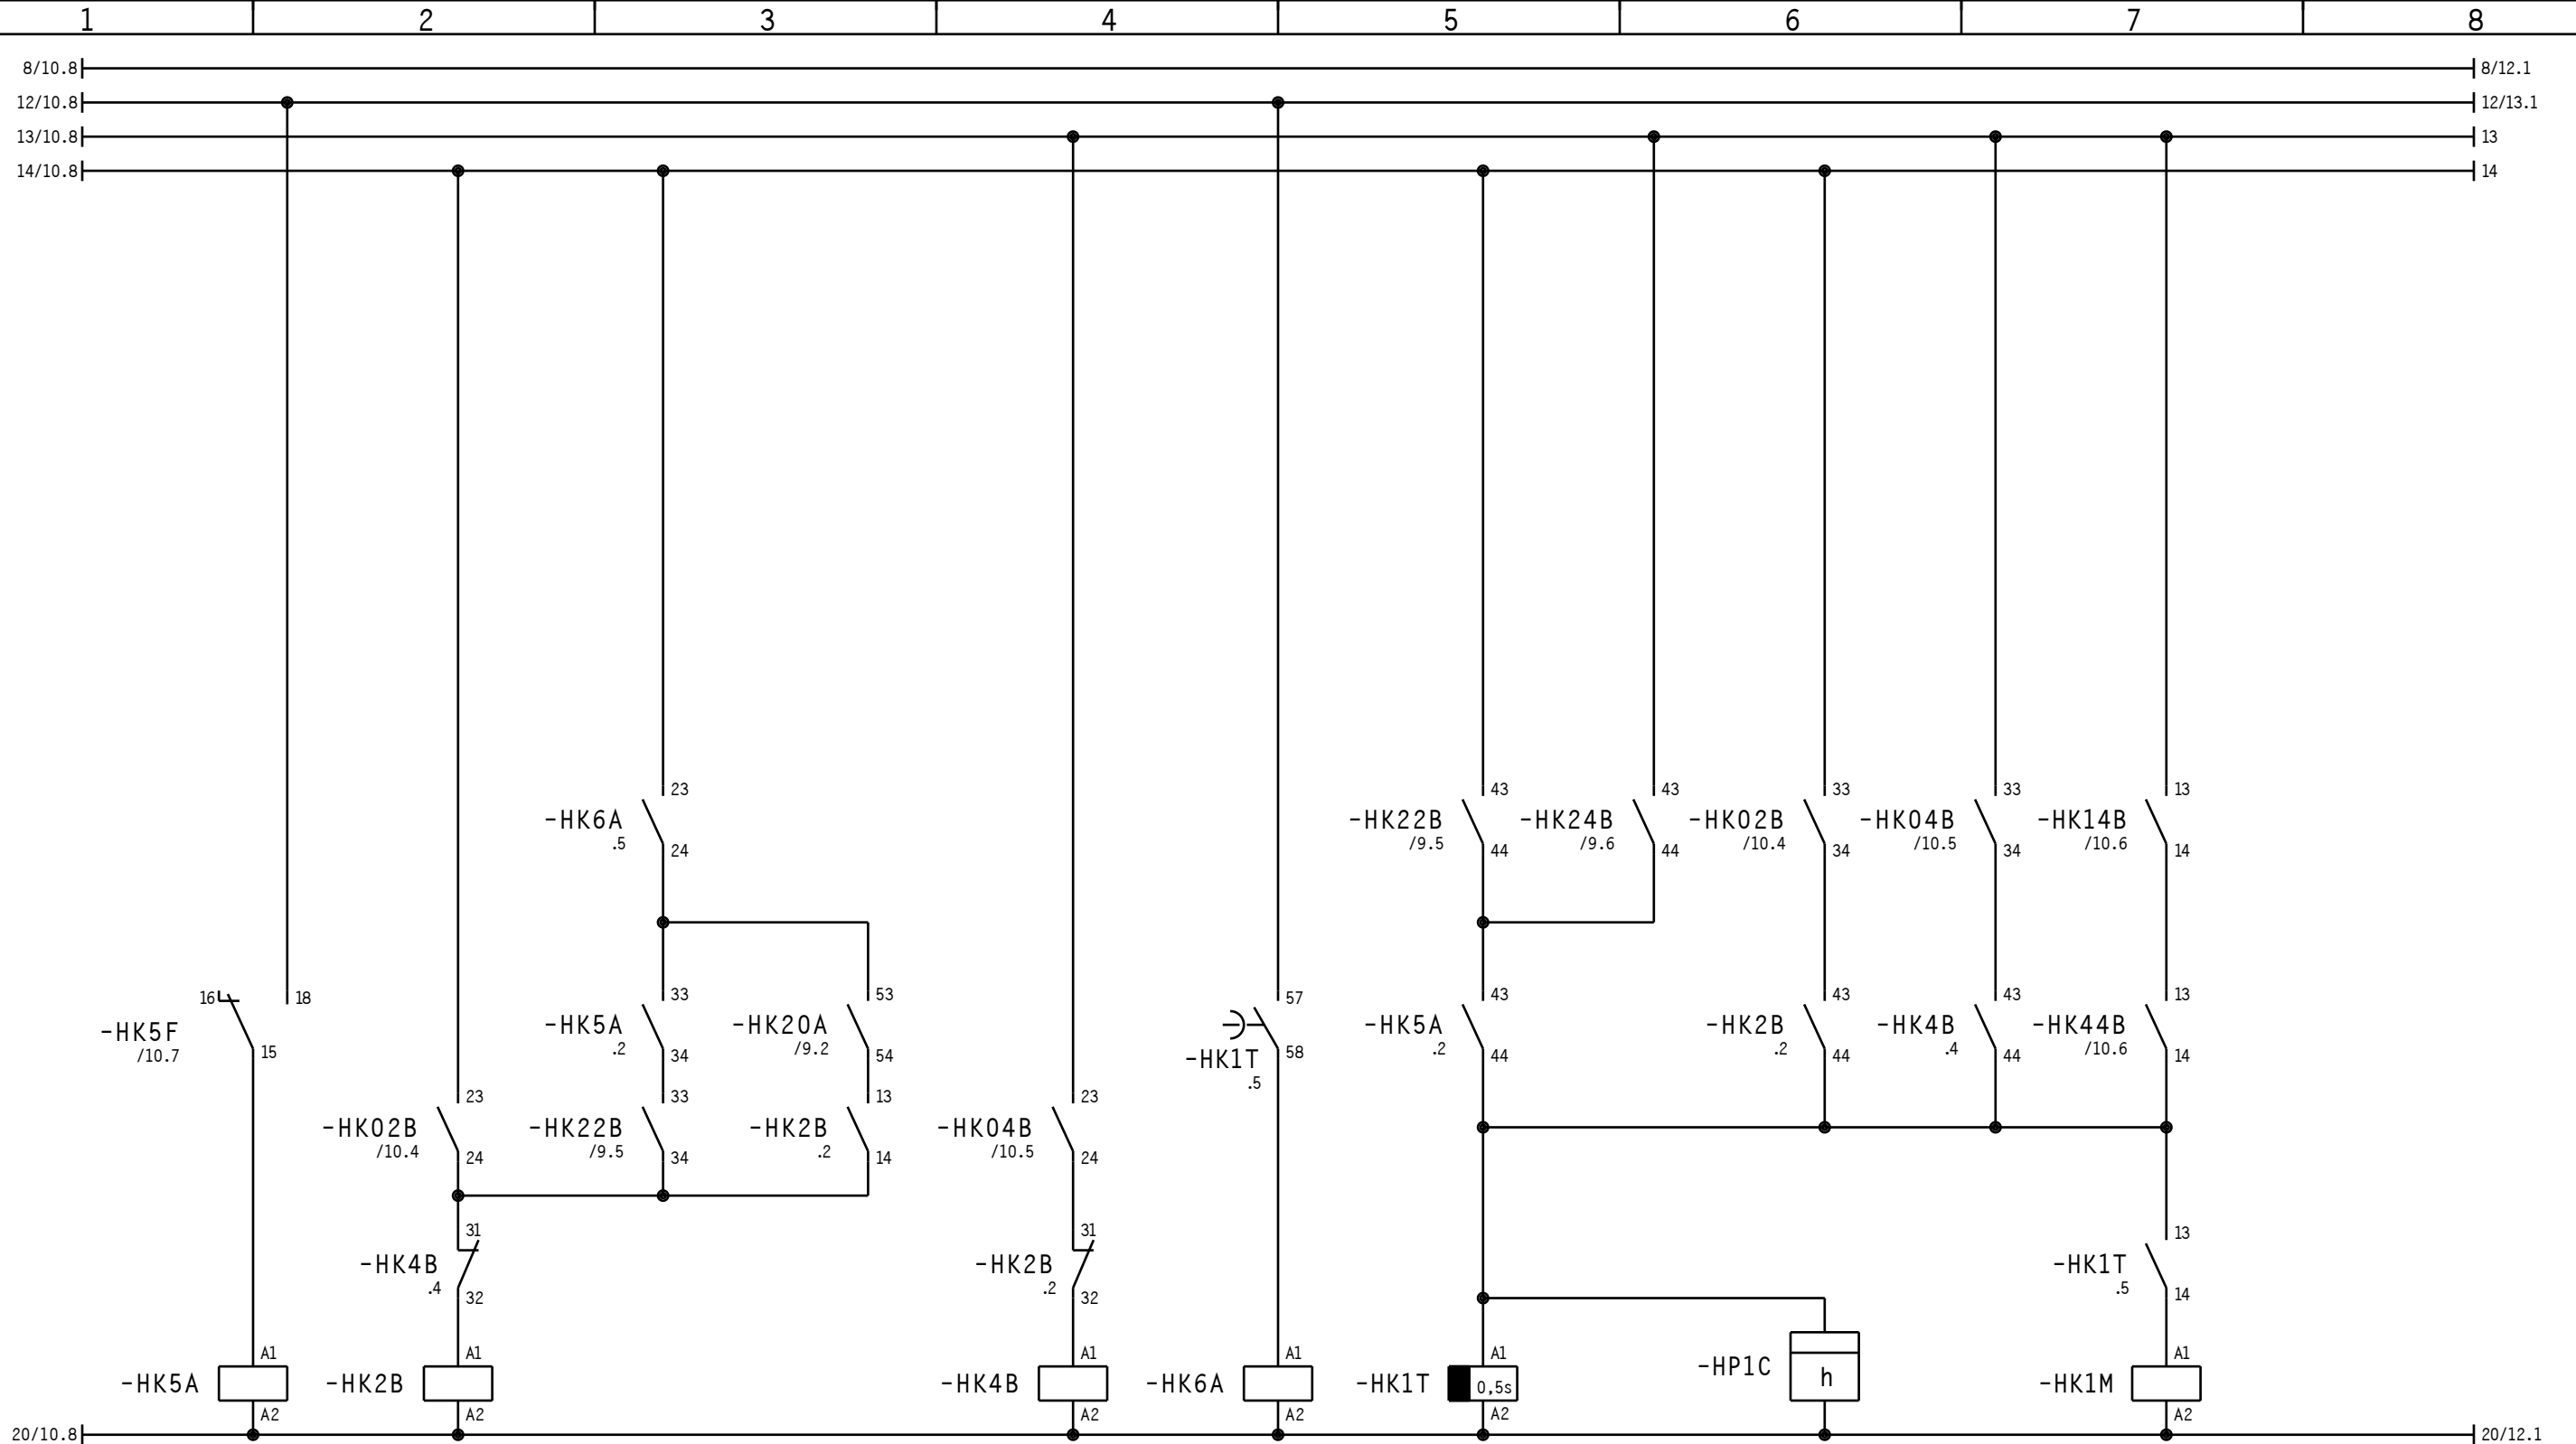 1 2 3 4 5 6 7 8
8/10.8 8/12.1
12/10.8 12/13.1
13/10.8 13
14/10.8 14
23 43 43 33 33 13
-HK6A -HK22B -HK24B -HK02B -HK04B -HK14B
.5 /9.5 /9.6 /10.4 /10.5 /10.6
24 44 44 34 34 14
16 18 33 53 57 43 43 43 13
-HK5F -HK5A -HK20A -HK5A -HK2B -HK4B -HK44B
/10.7 15 .2 /9.2 58 .2 .2 .4 /10.6
34 54 -HK1T 44 44 44 14
.5
23 33 13 23
-HK02B -HK22B -HK2B -HK04B
/10.4 /9.5 .2 /10.5
24 34 14 24
31 31 13
-HK4B -HK2B -HK1T
.4 .2 .5
32 32 14
A1 A1 A1 A1 A1 A1
-HK5A -HK2B -HK4B -HK6A -HK1T 0,5s -HP1C h -HK1M
A2 A2 A2 A2 A2 A2
20/10.8 20/12.1